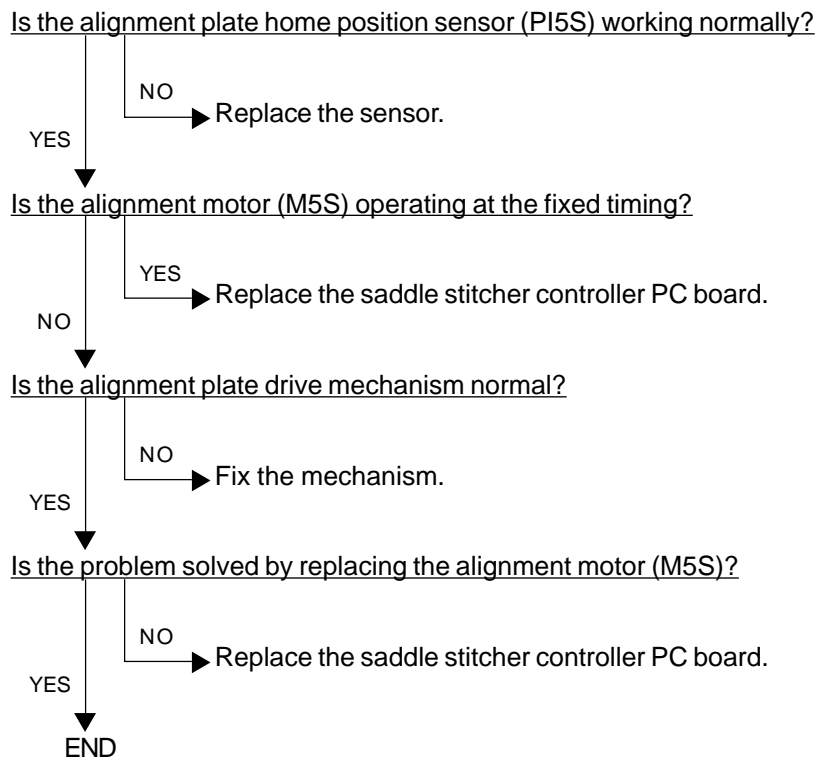 Is the alignment plate home position sensor (PI5S) working normally?
NO
Replace the sensor.
YES
Is the alignment motor (M5S) operating at the fixed timing?
YES
Replace the saddle stitcher controller PC board.
NO
Is the alignment plate drive mechanism normal?
NO
Fix the mechanism.
YES
Is the problem solved by replacing the alignment motor (M5S)?
NO
Replace the saddle stitcher controller PC board.
YES
END